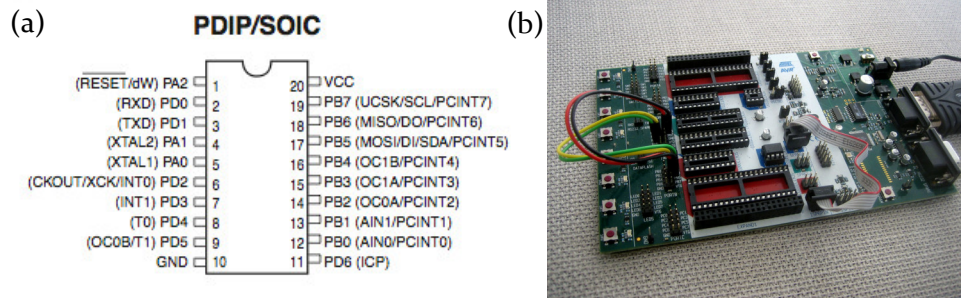 (a)
PDIP/SOIC
(RESET/dW) PA2 1 20 VCC
(RXD) PD0 2 19 PB7 (UCSK/SCL/PCINT7)
(TXD) PD1 3 18 PB6 (MISO/DO/PCINT6)
(XTAL2) PA1 4 17 PB5 (MOSI/DI/SDA/PCINT5)
(XTAL1) PA0 5 16 PB4 (OC1B/PCINT4)
(CKOUT/XCK/INT0) PD2 6 15 PB3 (OC1A/PCINT3)
(INT1) PD3 7 14 PB2 (OC0A/PCINT2)
(T0) PD4 8 13 PB1 (AIN1/PCINT1)
(OC0B/T1) PD5 9 12 PB0 (AIN0/PCINT0)
GND 10 11 PD6 (ICP)
(b)